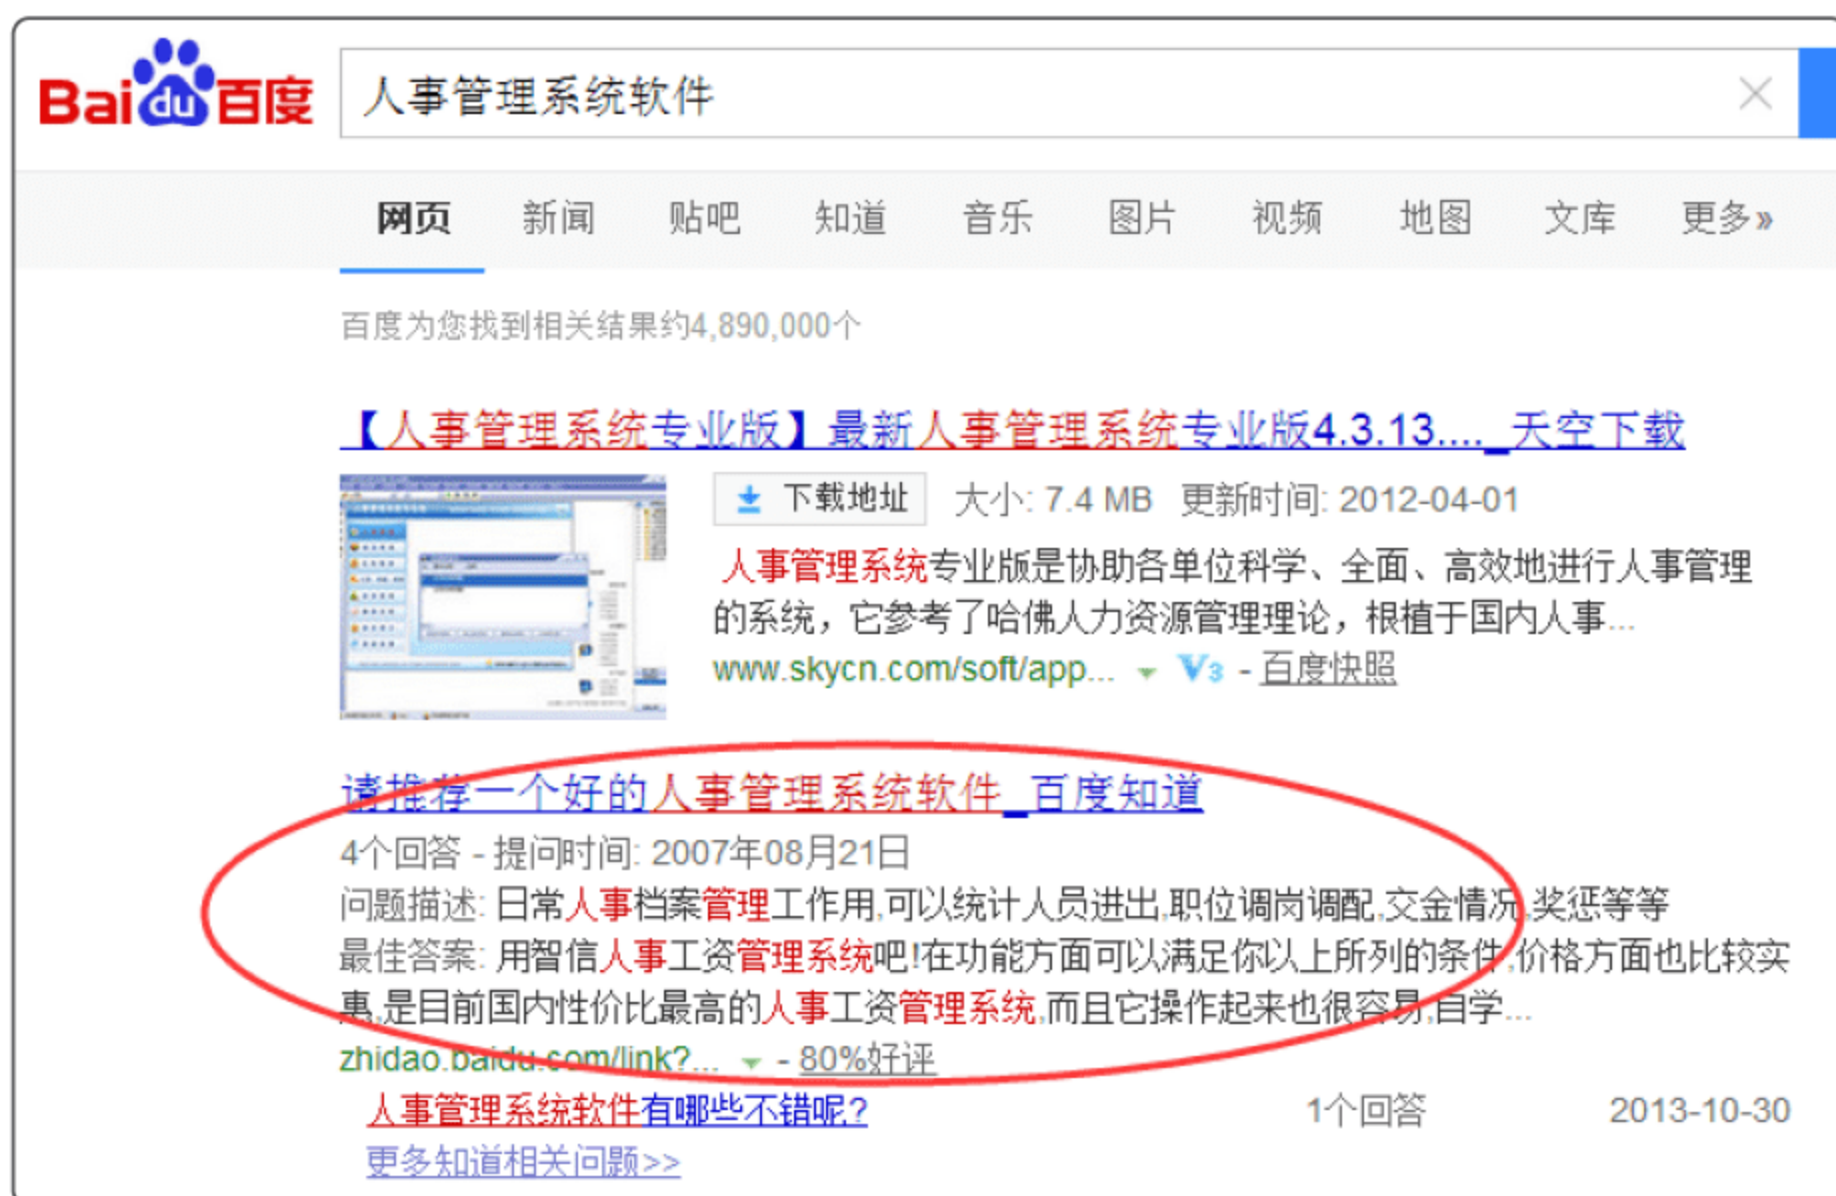 Bai du 百度
人事管理系统软件
网页 新闻 贴吧 知道 音乐 图片 视频 地图 文库 更多»
百度为您找到相关结果约4,890,000个
【人事管理系统专业版】最新人事管理系统专业版4.3.13...._天空下载
下载地址 大小: 7.4 MB 更新时间: 2012-04-01
人事管理系统专业版是协助各单位科学、全面、高效地进行人事管理
的系统，它参考了哈佛人力资源管理理论，根植于国内人事...
www.skycn.com/soft/app... V3 - 百度快照
请推荐一个好的人事管理系统软件_百度知道
4个回答 - 提问时间: 2007年08月21日
问题描述: 日常人事档案管理工作用,可以统计人员进出,职位调岗调配,交金情况,奖惩等等
最佳答案: 用智信人事工资管理系统吧!在功能方面可以满足你以上所列的条件,价格方面也比较实
惠,是目前国内性价比最高的人事工资管理系统,而且它操作起来也很容易,自学...
zhidao.baidu.com/link?... - 80%好评
人事管理系统软件有哪些不错呢? 1个回答 2013-10-30
更多知道相关问题>>